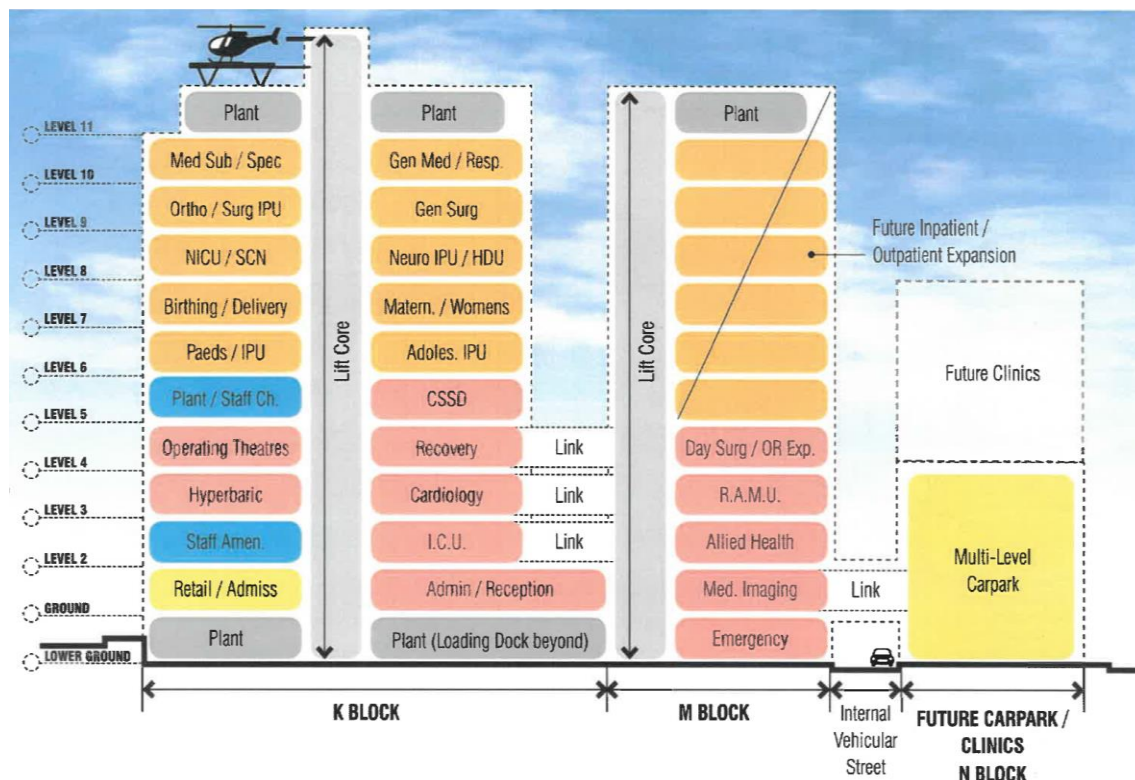 Plant
Plant
Plant
LEVEL 11
Med Sub / Spec
Gen Med / Resp.
LEVEL 10
Ortho / Surg IPU
Gen Surg
LEVEL 9
NICU / SCN
Neuro IPU / HDU
Future Inpatient /
Outpatient Expansion
LEVEL 8
Birthing / Delivery
Matern. / Womens
LEVEL 7
Paeds / IPU
Adoles. IPU
Lift Core
Lift Core
Future Clinics
LEVEL 6
Plant / Staff Ch.
CSSD
LEVEL 5
Operating Theatres
Recovery
Link
Day Surg / OR Exp.
LEVEL 4
Hyperbaric
Cardiology
Link
R.A.M.U.
LEVEL 3
Staff Amen.
I.C.U.
Link
Allied Health
Multi-Level
Carpark
LEVEL 2
Retail / Admiss
Admin / Reception
Med. Imaging
Link
GROUND
Plant
Plant (Loading Dock beyond)
Emergency
LOWER GROUND
K BLOCK
M BLOCK
Internal
Vehicular
Street
FUTURE CARPARK /
CLINICS
N BLOCK